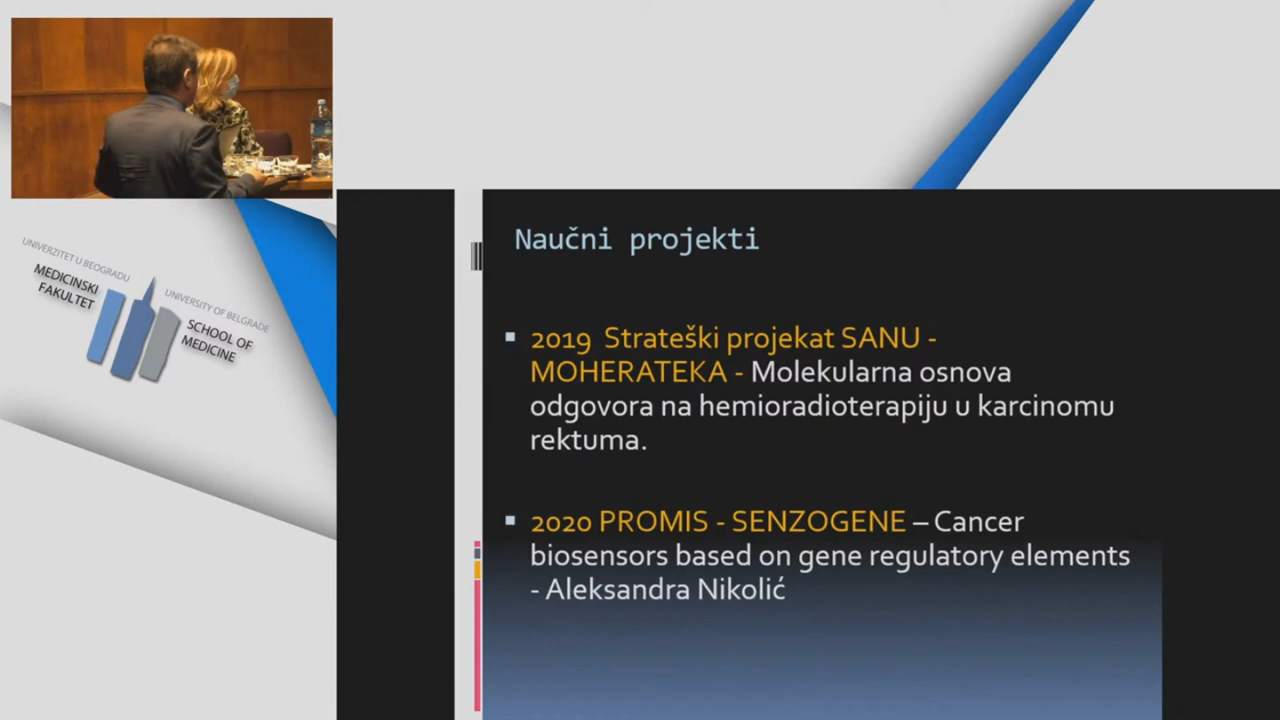 UNIVERZITET U BEOGRADU
MEDICINSKI
FAKULTET
UNIVERSITY OF BELGRADE
SCHOOL OF
MEDICINE
Naučni projekti
▪ 2019 Strateški projekat SANU -
MOHERATEKA - Molekularna osnova
odgovora na hemioradioterapiju u karcinomu
rektuma.
▪ 2020 PROMIS - SENZOGENE – Cancer
biosensors based on gene regulatory elements
- Aleksandra Nikolić